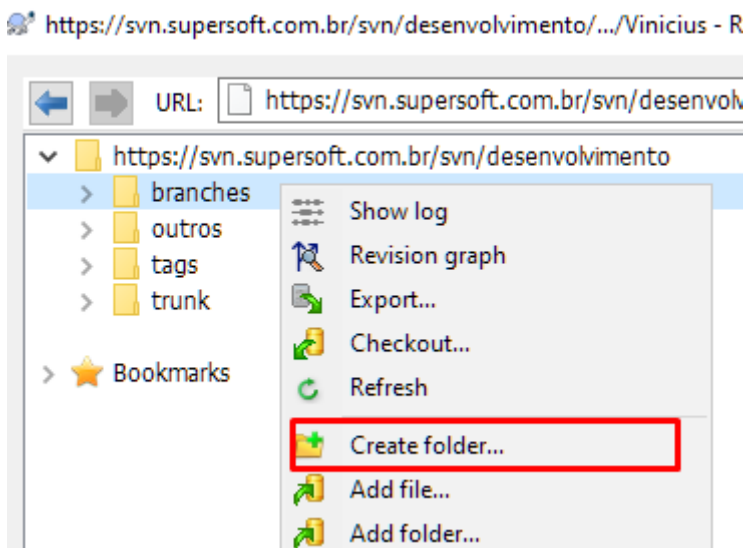 https://svn.supersoft.com.br/svn/desenvolvimento/.../Vinicius - R
URL: https://svn.supersoft.com.br/svn/desenvolv
https://svn.supersoft.com.br/svn/desenvolvimento
branches
outros
tags
trunk
Bookmarks
Show log
Revision graph
Export...
Checkout...
Refresh
Create folder...
Add file...
Add folder...